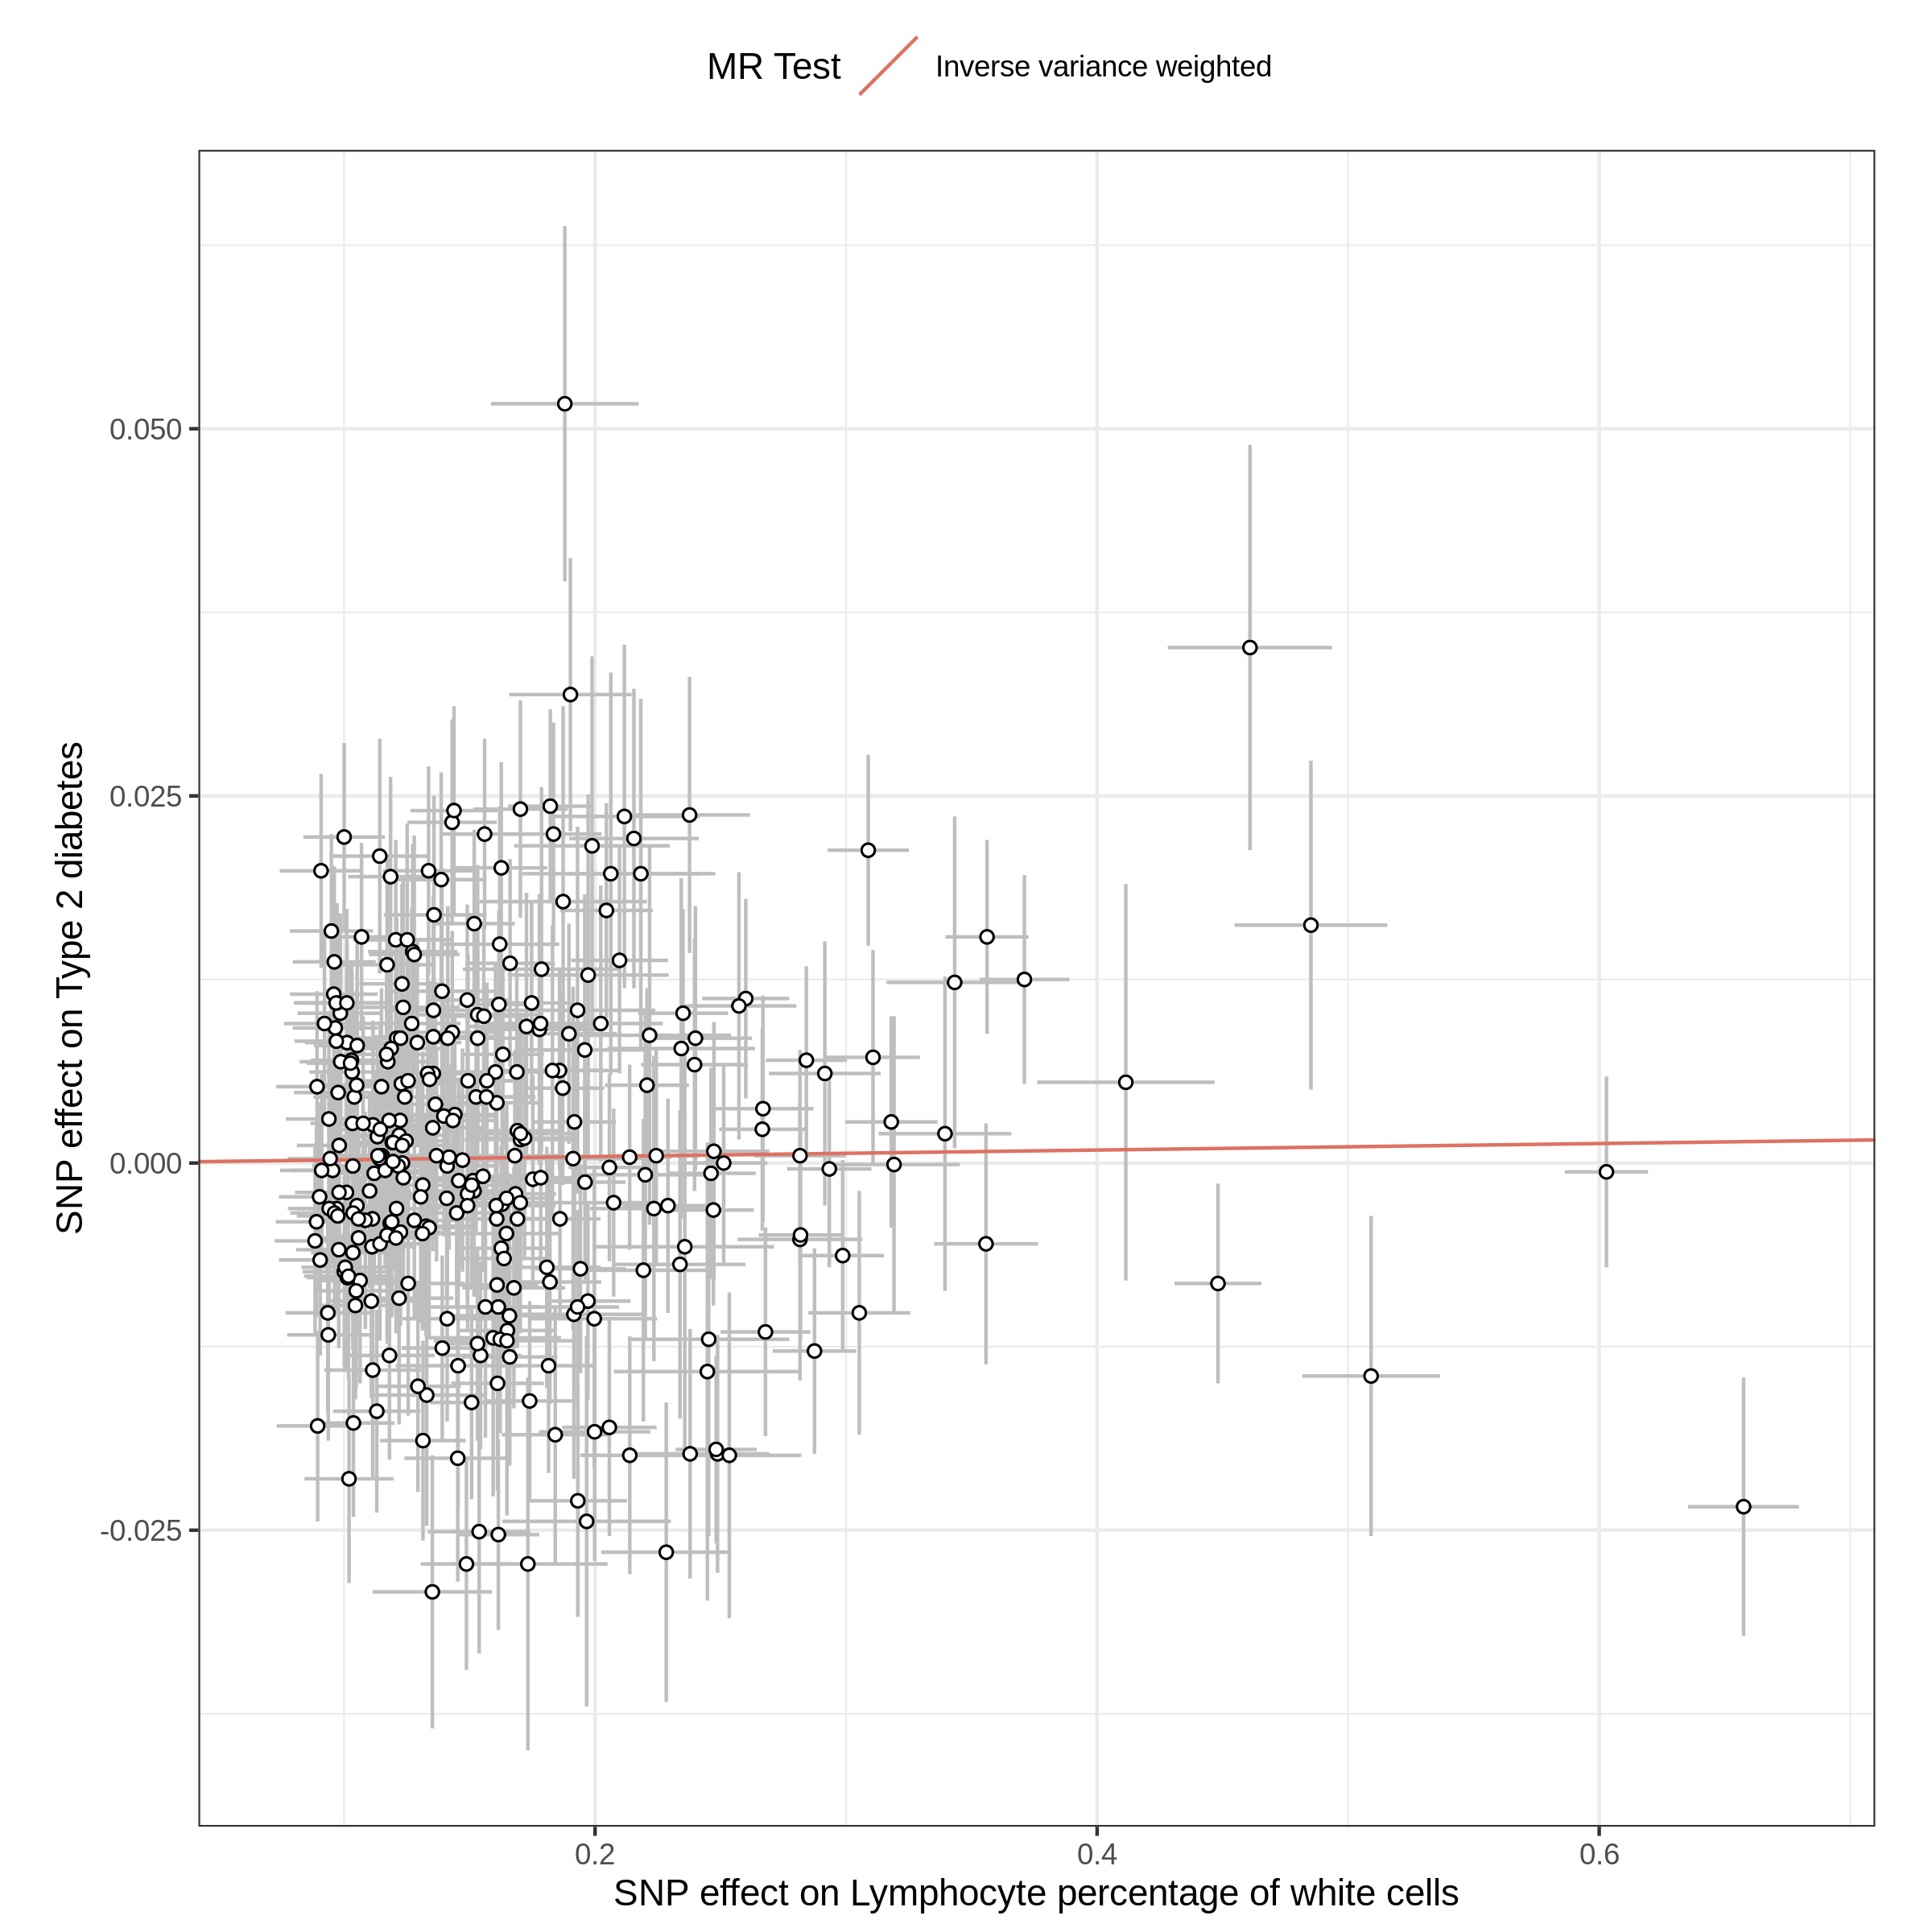 MR Test
Inverse variance weighted
SNP effect on Type 2 diabetes
0.050
0.025
0.000
-0.025
0.2
0.4
0.6
SNP effect on Lymphocyte percentage of white cells